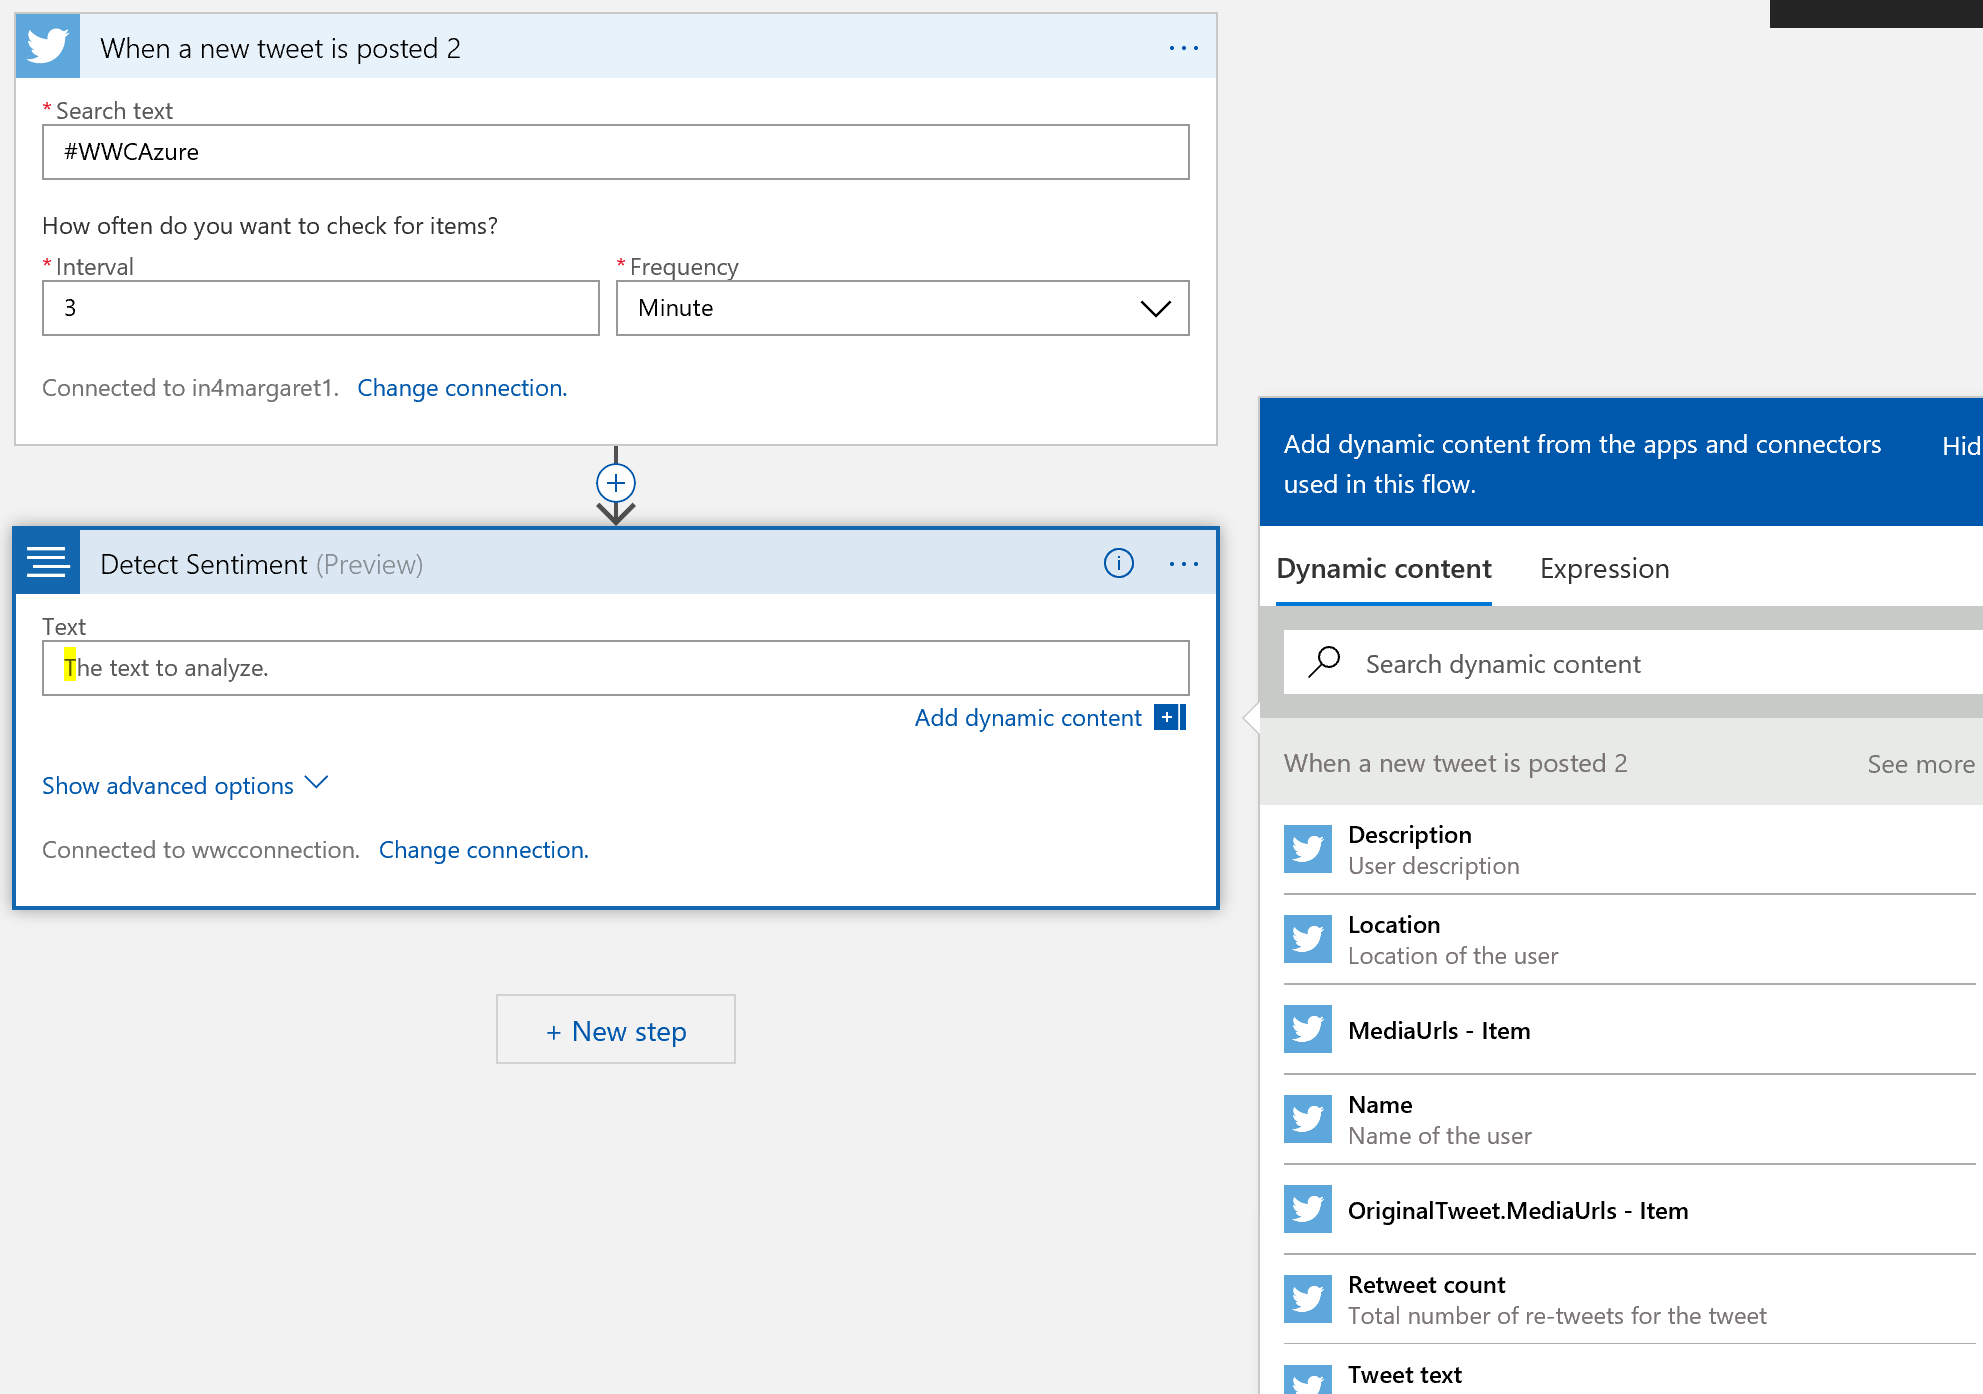 When a new tweet is posted 2
* Search text
#WWCAzure
How often do you want to check for items?
* Interval
* Frequency
3
Minute
Connected to in4margaret1. Change connection.
Detect Sentiment (Preview)
Text
The text to analyze.
Add dynamic content
Show advanced options
Connected to wwcconnection. Change connection.
+ New step
Add dynamic content from the apps and connectors
used in this flow.
Hid
Dynamic content Expression
Search dynamic content
When a new tweet is posted 2 See more
Description
User description
Location
Location of the user
MediaUrls - Item
Name
Name of the user
OriginalTweet.MediaUrls - Item
Retweet count
Total number of re-tweets for the tweet
Tweet text